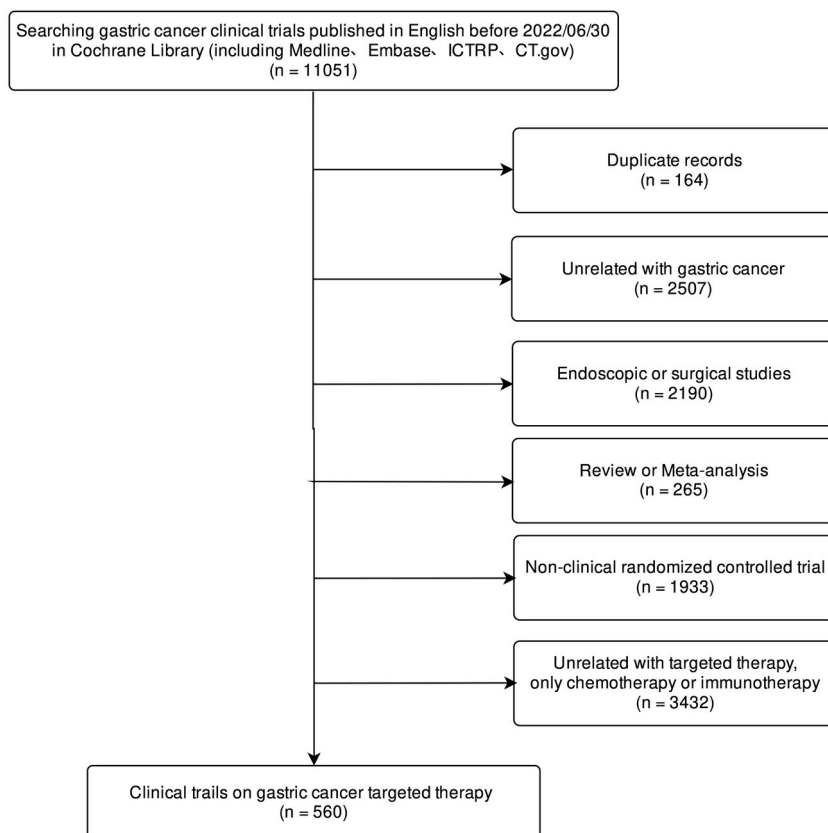 Searching gastric cancer clinical trials published in English before 2022/06/30
in Cochrane Library (including Medline、Embase、ICTRP、CT.gov)
(n = 11051)
Duplicate records
(n = 164)
Unrelated with gastric cancer
(n = 2507)
Endoscopic or surgical studies
(n = 2190)
Review or Meta-analysis
(n = 265)
Non-clinical randomized controlled trial
(n = 1933)
Unrelated with targeted therapy,
only chemotherapy or immunotherapy
(n = 3432)
Clinical trails on gastric cancer targeted therapy
(n = 560)